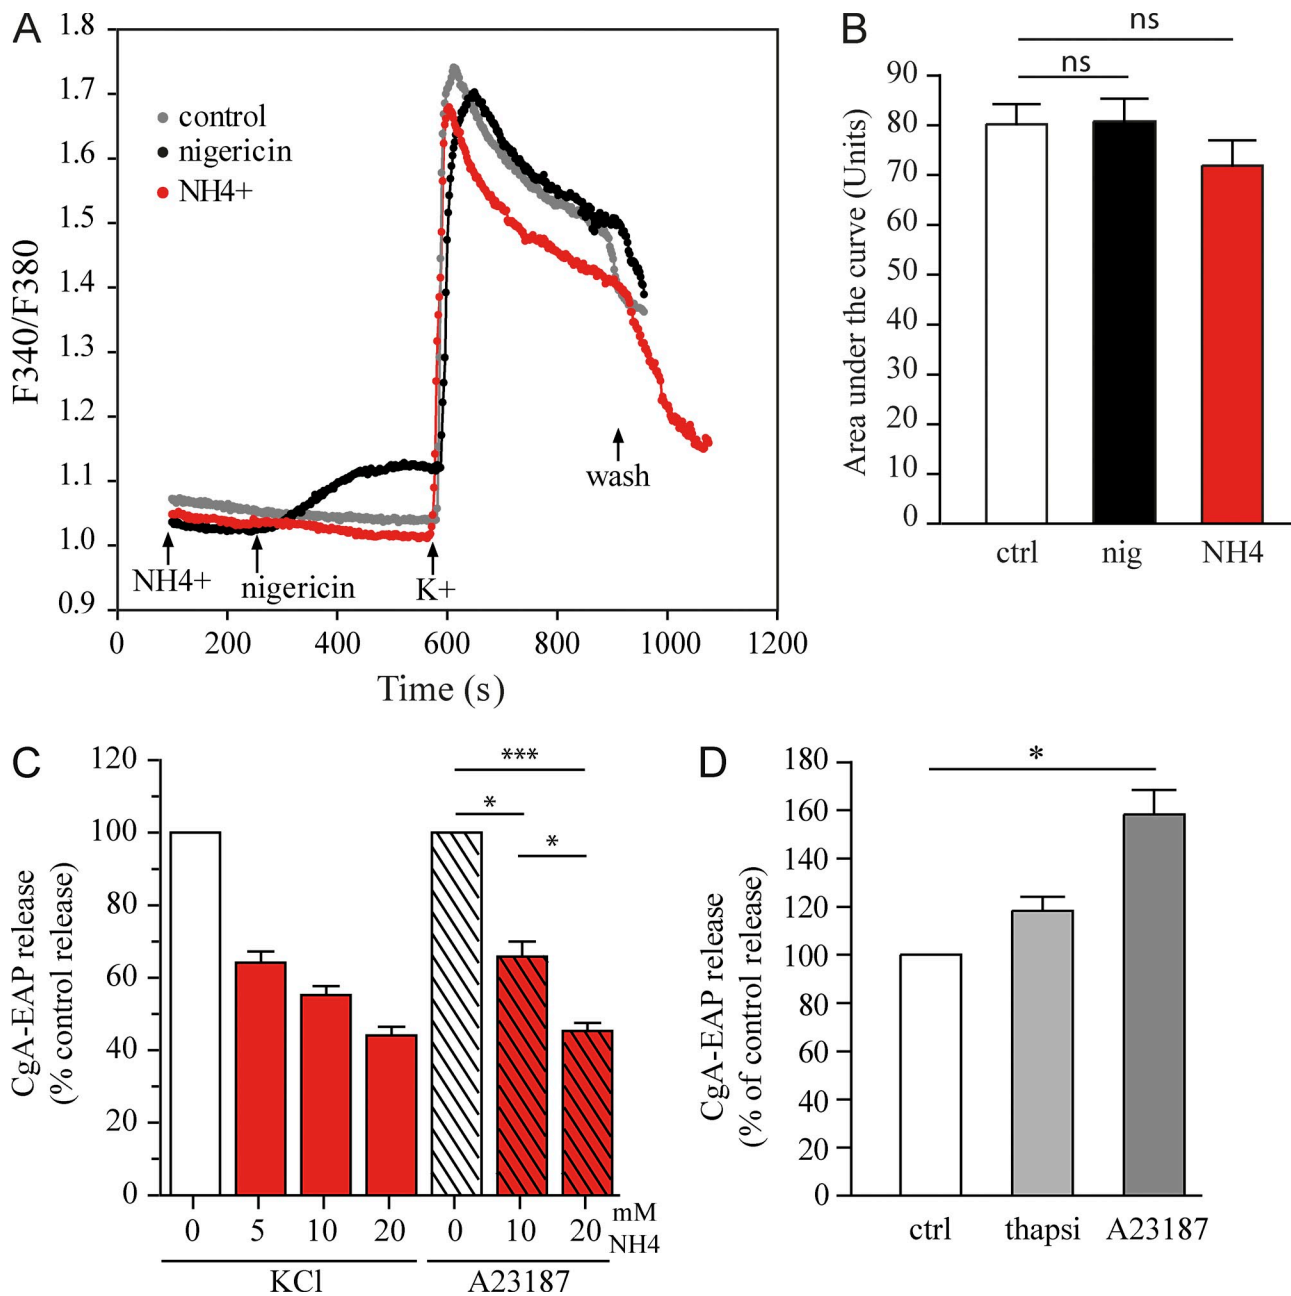 A
1.8
1.7
1.6
1.5
1.4
1.3
1.2
1.1
1.0
0.9
F340/F380
control
nigericin
NH4+
NH4+
nigericin
K+
wash
0
200
400
600
800
1000
1200
Time (s)
B
ns
ns
90
80
70
60
50
40
30
20
10
0
Area under the curve (Units)
ctrl
nig
NH4
C
120
100
80
60
40
20
0
CgA-EAP release
(% control release)
***
*
*
0
5
10
20
0
10
20
mM
NH4
KCl
A23187
D
180
160
140
120
100
80
60
40
20
0
CgA-EAP release
(% of control release)
*
ctrl
thapsi
A23187